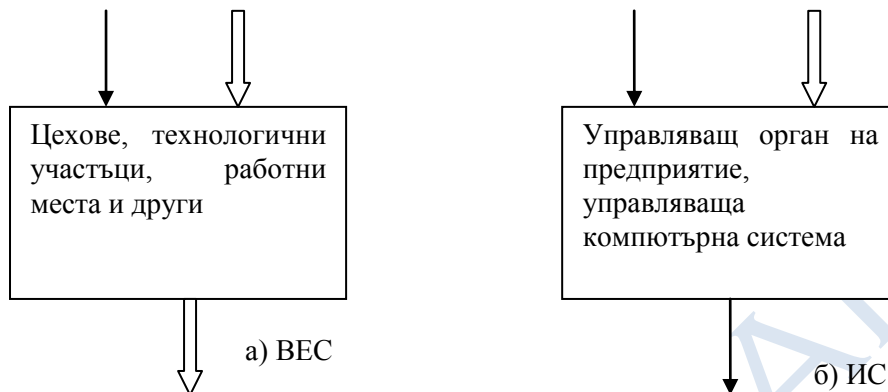 Цехове, технологични
участъци, работни
места и други
Управляващ орган на
предприятие,
управляваща
компютърна система
а) ВЕС
б) ИС